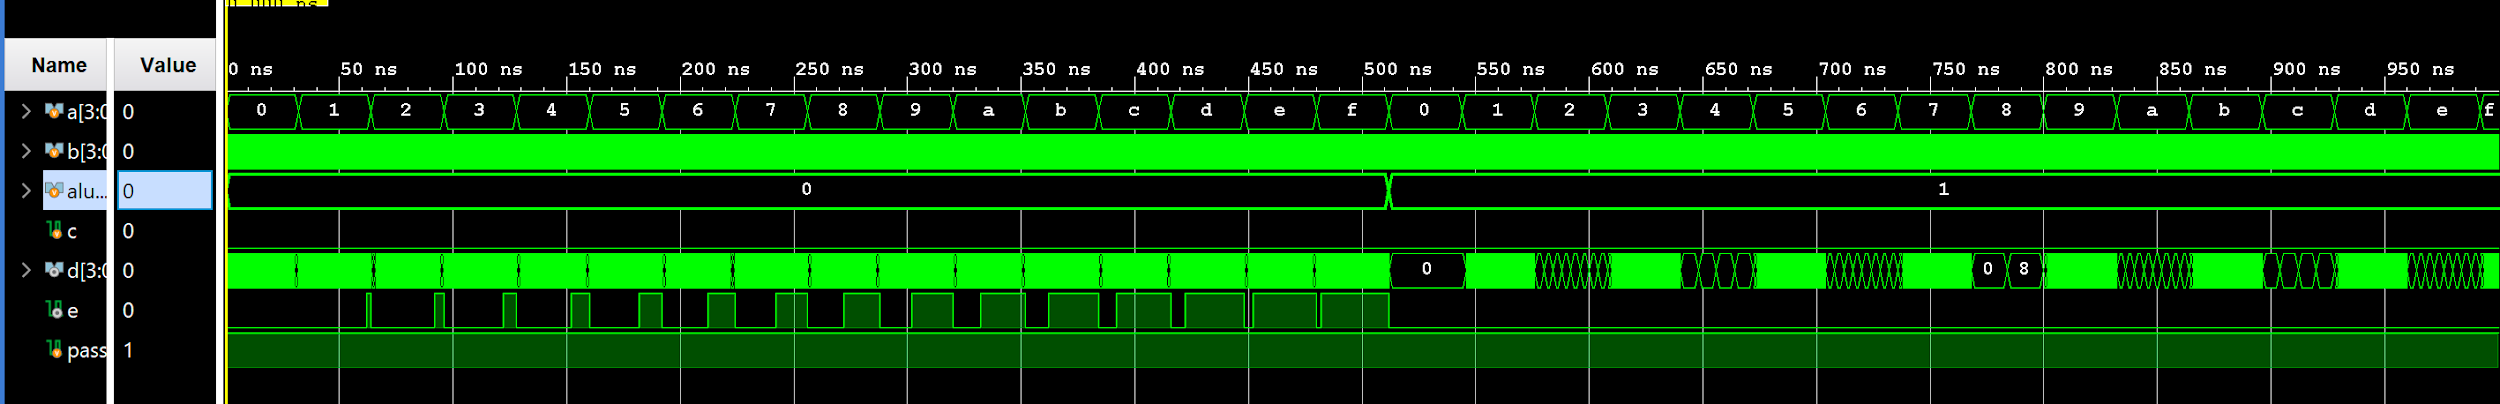 Name Value
0 ns 50 ns 100 ns 150 ns 200 ns 250 ns 300 ns 350 ns 400 ns 450 ns 500 ns 550 ns 600 ns 650 ns 700 ns 750 ns 800 ns 850 ns 900 ns 950 ns
a[3:0 0 0 1 2 3 4 5 6 7 8 9 a b c d e f 0 1 2 3 4 5 6 7 8 9 a b c d e f
b[3:0 0
alu... 0 0 1
c 0
d[3:0 0 0 0 8
e 0
pass 1